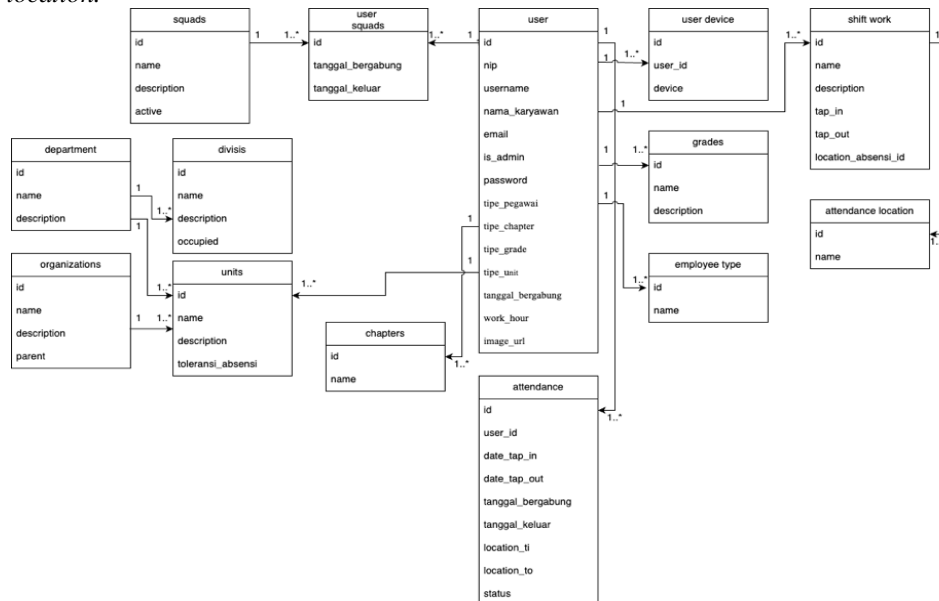 location.
squads
id
name
description
active
user
squads
id
tanggal_bergabung
tanggal_keluar
user
id
nip
username
nama_karyawan
email
is_admin
password
tipe_pegawai
tipe_chapter
tipe_grade
tipe_unit
tanggal_bergabung
work_hour
image_url
user device
id
user_id
device
shift work
id
name
description
tap_in
tap_out
location_absensi_id
department
id
name
description
divisis
id
name
description
occupied
grades
id
name
description
attendance location
id
name
organizations
id
name
description
parent
units
id
name
description
toleransi_absensi
employee type
id
name
chapters
id
name
attendance
id
user_id
date_tap_in
date_tap_out
tanggal_bergabung
tanggal_keluar
location_ti
location_to
status
1
1..*
1..*
1
1
1
1..*
1
1..*
1
1
1..*
1
1..*
1
1..*
1
1..*
1
1..*
1
1..*
1
1..*
1..*